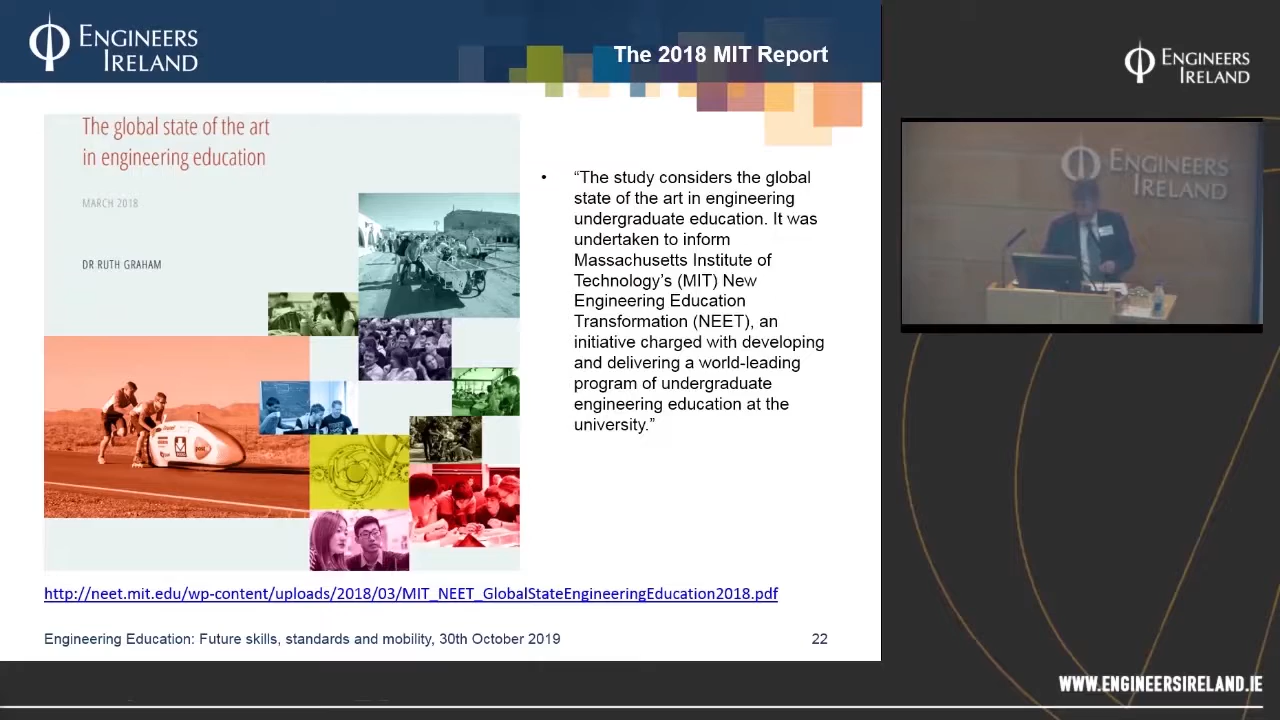 ENGINEERS
IRELAND
The 2018 MIT Report
The global state of the art
in engineering education
MARCH 2018
DR RUTH GRAHAM
• “The study considers the global
state of the art in engineering
undergraduate education. It was
undertaken to inform
Massachusetts Institute of
Technology’s (MIT) New
Engineering Education
Transformation (NEET), an
initiative charged with developing
and delivering a world-leading
program of undergraduate
engineering education at the
university.”
http://neet.mit.edu/wp-content/uploads/2018/03/MIT_NEET_GlobalStateEngineeringEducation2018.pdf
Engineering Education: Future skills, standards and mobility, 30th October 2019
22
ENGINEERS
IRELAND
ENGINEERS
IRELAND
WWW.ENGINEERSIRELAND.IE